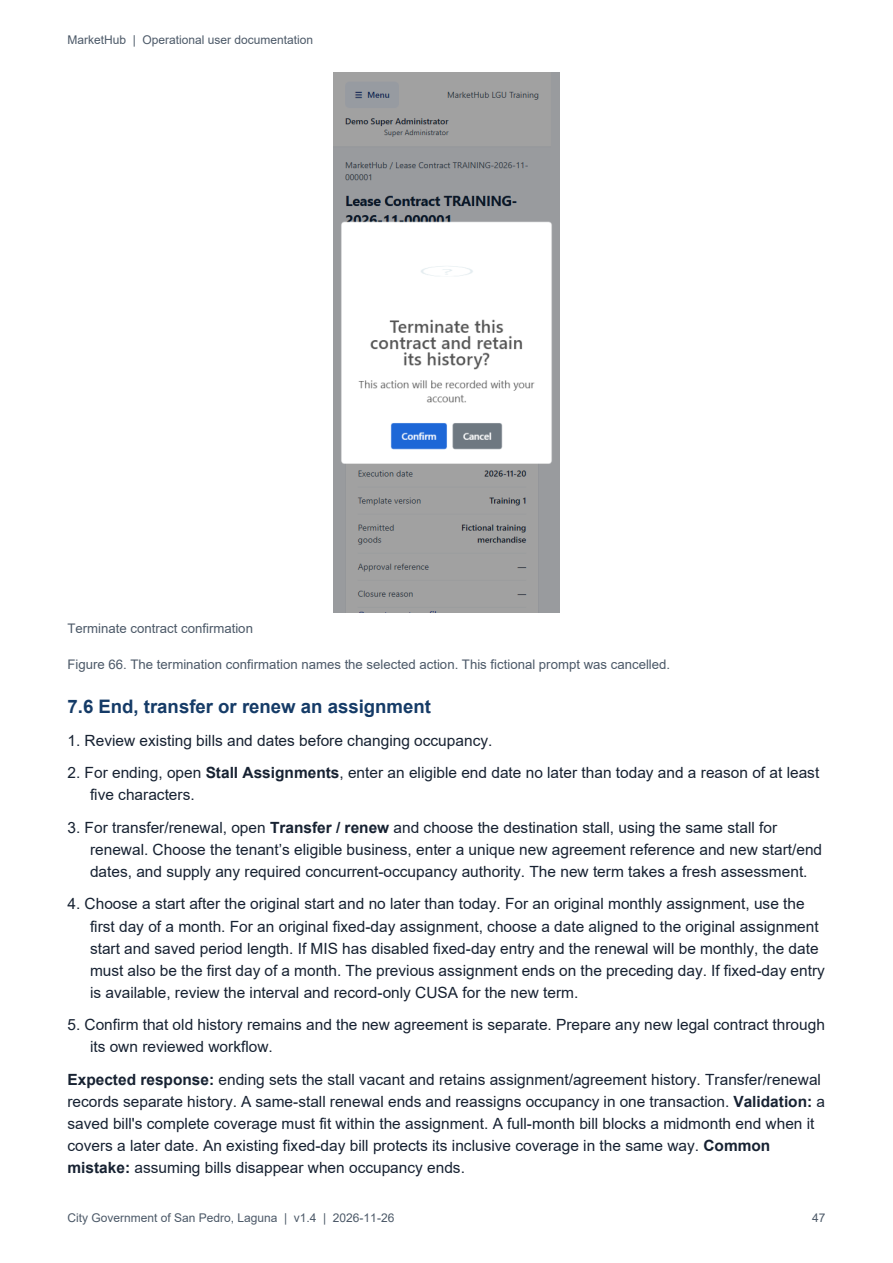 MarketHub | Operational user documentation
☰ Menu
MarketHub LGU Training
Demo Super Administrator
Super Administrator
MarketHub / Lease Contract TRAINING-2026-11-
000001
Lease Contract TRAINING-
2026-11-000001
Terminate this
contract and retain
its history?
This action will be recorded with your
account.
Confirm
Cancel
Execution date 2026-11-20
Template version Training 1
Permitted Fictional training
goods merchandise
Approval reference —
Closure reason —
Terminate contract confirmation
Figure 66. The termination confirmation names the selected action. This fictional prompt was cancelled.
7.6 End, transfer or renew an assignment
1. Review existing bills and dates before changing occupancy.
2. For ending, open Stall Assignments, enter an eligible end date no later than today and a reason of at least
five characters.
3. For transfer/renewal, open Transfer / renew and choose the destination stall, using the same stall for
renewal. Choose the tenant’s eligible business, enter a unique new agreement reference and new start/end
dates, and supply any required concurrent-occupancy authority. The new term takes a fresh assessment.
4. Choose a start after the original start and no later than today. For an original monthly assignment, use the
first day of a month. For an original fixed-day assignment, choose a date aligned to the original assignment
start and saved period length. If MIS has disabled fixed-day entry and the renewal will be monthly, the date
must also be the first day of a month. The previous assignment ends on the preceding day. If fixed-day entry
is available, review the interval and record-only CUSA for the new term.
5. Confirm that old history remains and the new agreement is separate. Prepare any new legal contract through
its own reviewed workflow.
Expected response: ending sets the stall vacant and retains assignment/agreement history. Transfer/renewal
records separate history. A same-stall renewal ends and reassigns occupancy in one transaction. Validation: a
saved bill's complete coverage must fit within the assignment. A full-month bill blocks a midmonth end when it
covers a later date. An existing fixed-day bill protects its inclusive coverage in the same way. Common
mistake: assuming bills disappear when occupancy ends.
City Government of San Pedro, Laguna | v1.4 | 2026-11-26
47